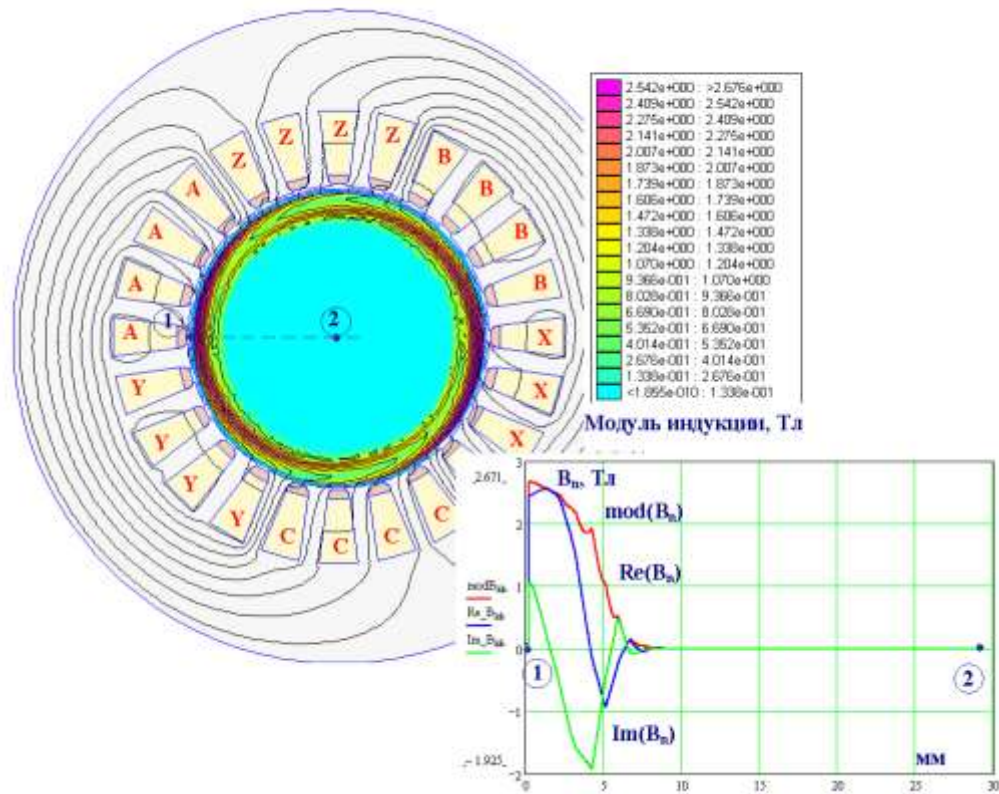 Z
Z
Z
A
B
A
B
A
B
A
B
1
2
A
X
Y
X
Y
X
Y
Y
C
C
C
2.542e+000 : >2.676e+000
2.409e+000 : 2.542e+000
2.275e+000 : 2.409e+000
2.141e+000 : 2.275e+000
2.007e+000 : 2.141e+000
1.873e+000 : 2.007e+000
1.739e+000 : 1.873e+000
1.606e+000 : 1.739e+000
1.472e+000 : 1.606e+000
1.338e+000 : 1.472e+000
1.204e+000 : 1.338e+000
1.070e+000 : 1.204e+000
9.366e-001 : 1.070e+000
8.028e-001 : 9.366e-001
6.690e-001 : 8.028e-001
5.352e-001 : 6.690e-001
4.014e-001 : 5.352e-001
2.676e-001 : 4.014e-001
1.338e-001 : 2.676e-001
<1.855e-010 : 1.338e-001
Модуль индукции, Тл
3
2.671
Bn, Тл
mod(Bn)
2
Re(Bn)
1
Re_B
Im_B
0
1
2
-1
Im(Bn)
-1.925
мм
-2
0 5 10 15 20 25 30